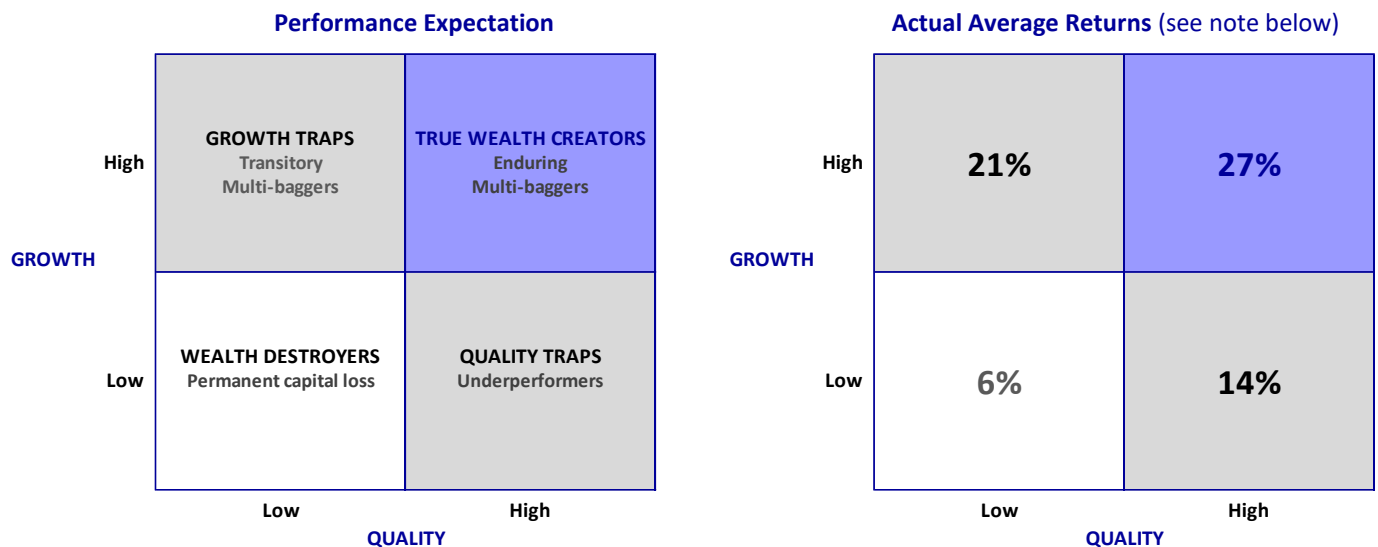 Performance Expectation
GROWTH TRAPS
Transitory
Multi-baggers
TRUE WEALTH CREATORS
Enduring
Multi-baggers
High
GROWTH
WEALTH DESTROYERS
Permanent capital loss
QUALITY TRAPS
Underperformers
Low
Low
High
QUALITY
Actual Average Returns (see note below)
High
21%
27%
GROWTH
Low
6%
14%
Low
High
QUALITY